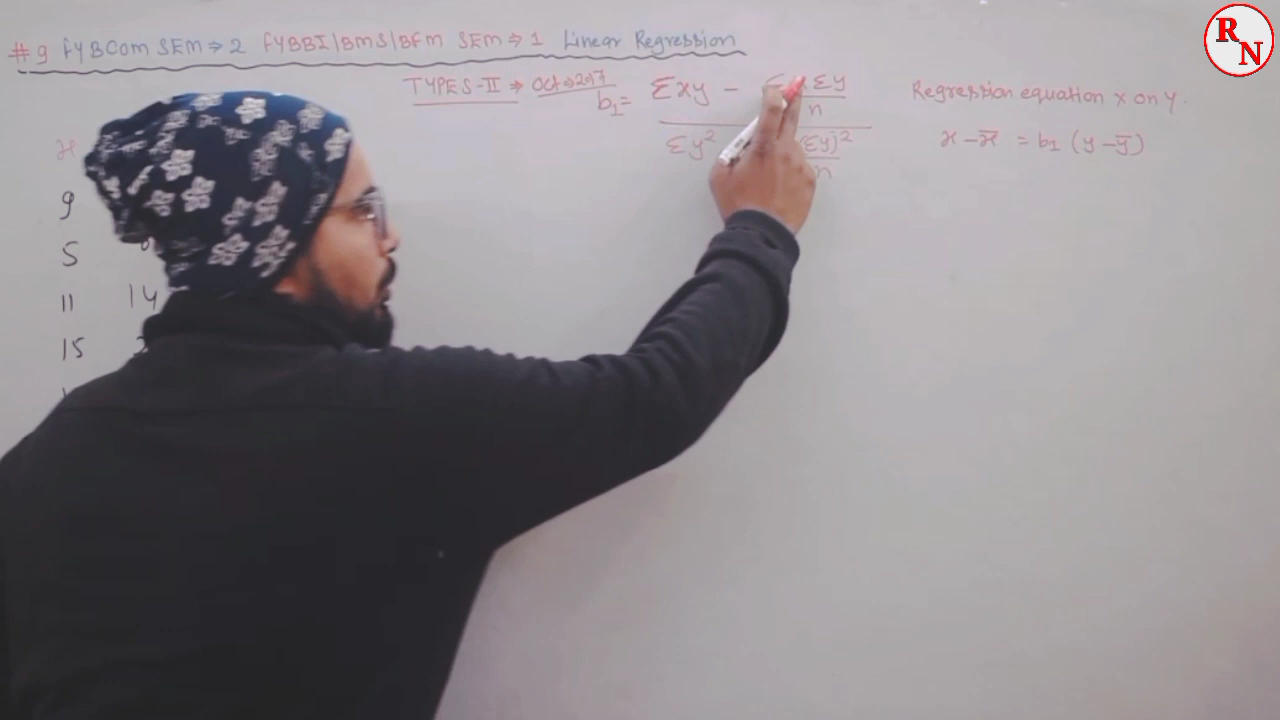 #9 FYBCom SEM⇒2 FYBBI/BMS/BFM SEM⇒1 Linear Regression
TYPES-II ⇒ Oct⇒2017
b₁= Σxy - Σy
n
Σy² (Σy)²
n
Regression equation x on y.
x - x̄ = b₁ (y - ȳ)
x
9
5
11 14
15
RN